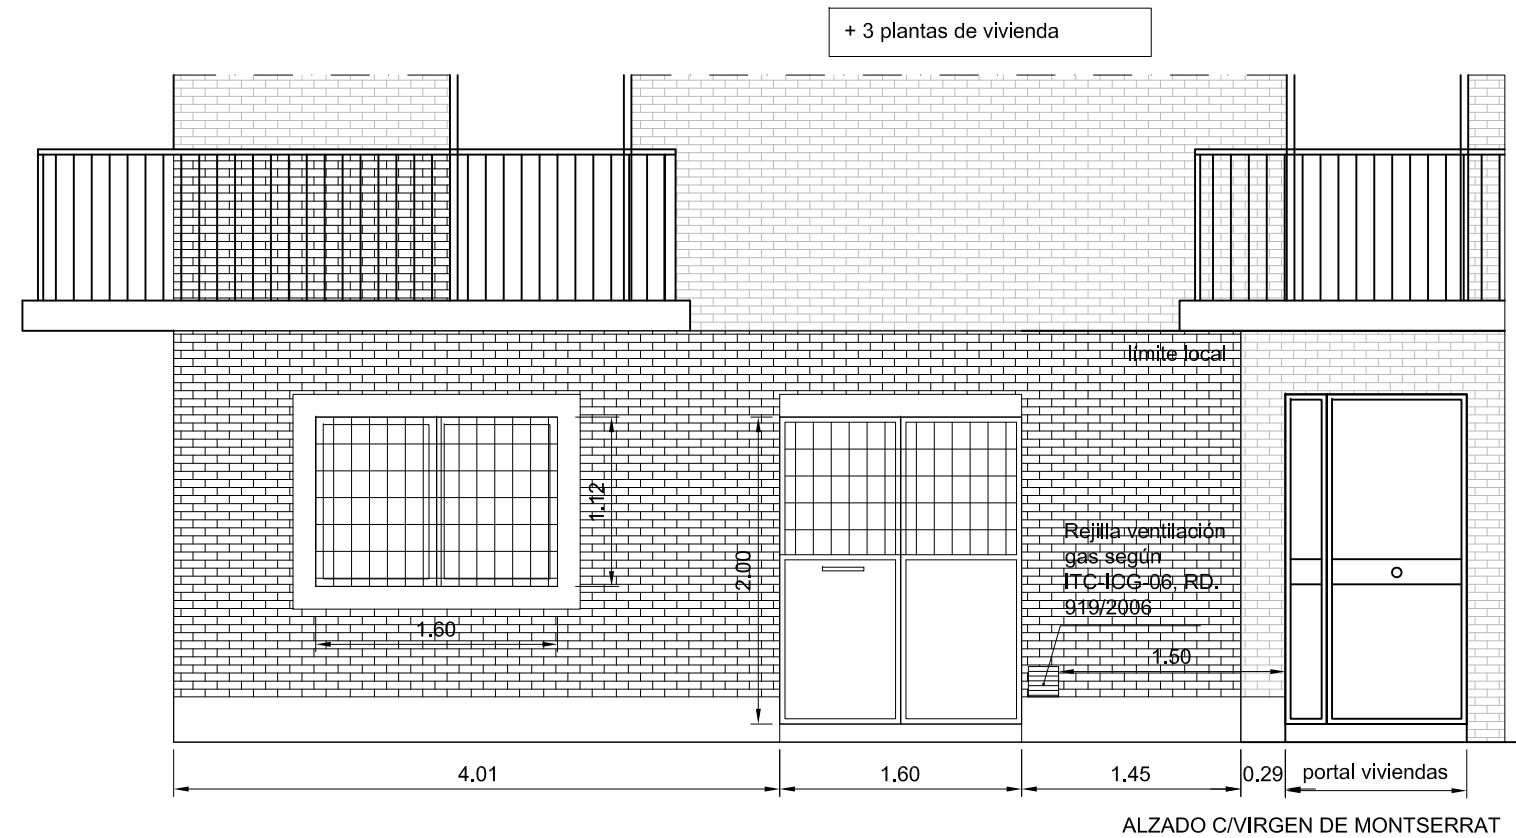 + 3 plantas de vivienda
límite local
1.12
Rejilla ventilación
gas según
ITC-ICG-06, RD.
919/2006
2.00
1.60
1.50
4.01
1.60
1.45
0.29
portal viviendas
ALZADO C/VIRGEN DE MONTSERRAT